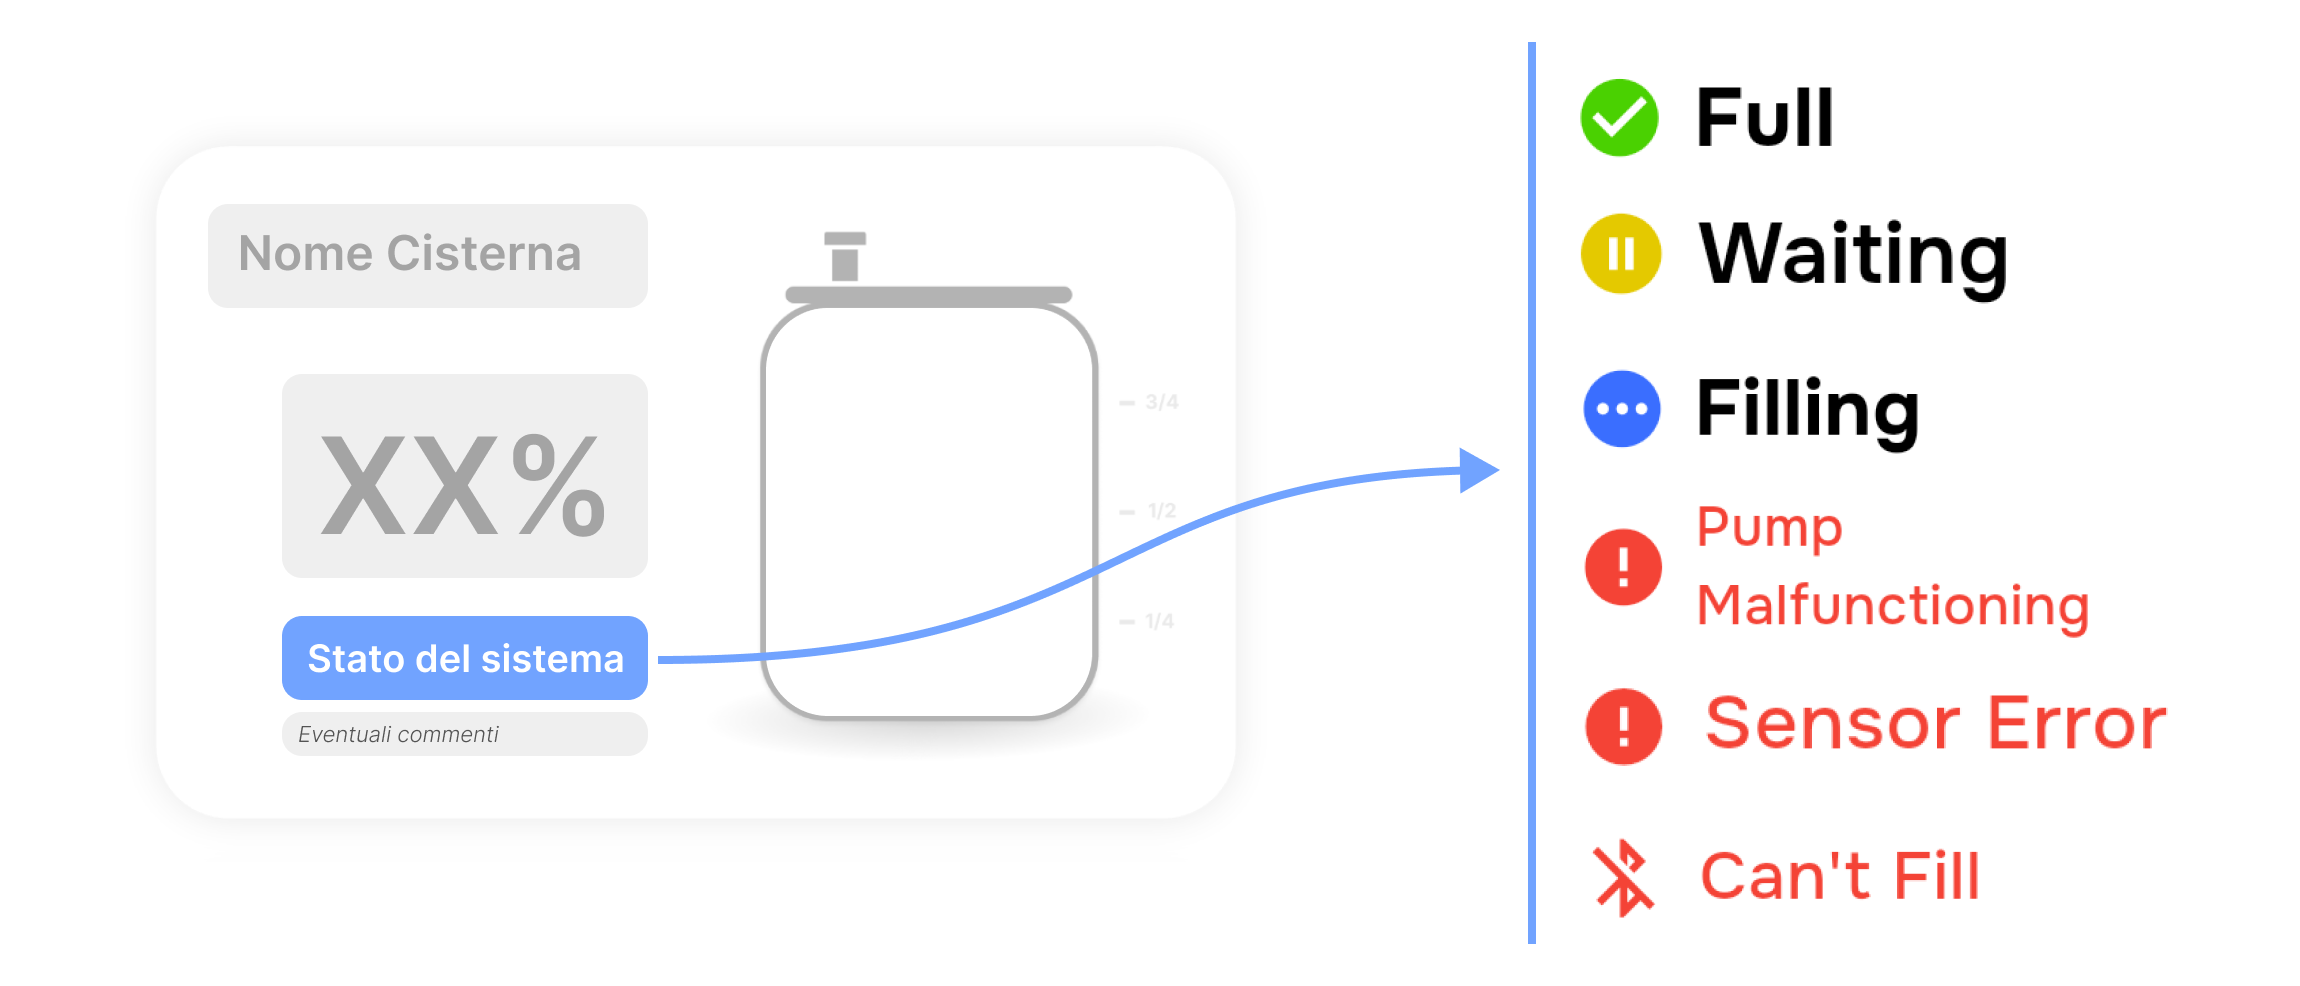 Nome Cisterna
XX%
Stato del sistema
Eventuali commenti
3/4
1/2
1/4
Full
Waiting
Filling
Pump
Malfunctioning
Sensor Error
Can't Fill